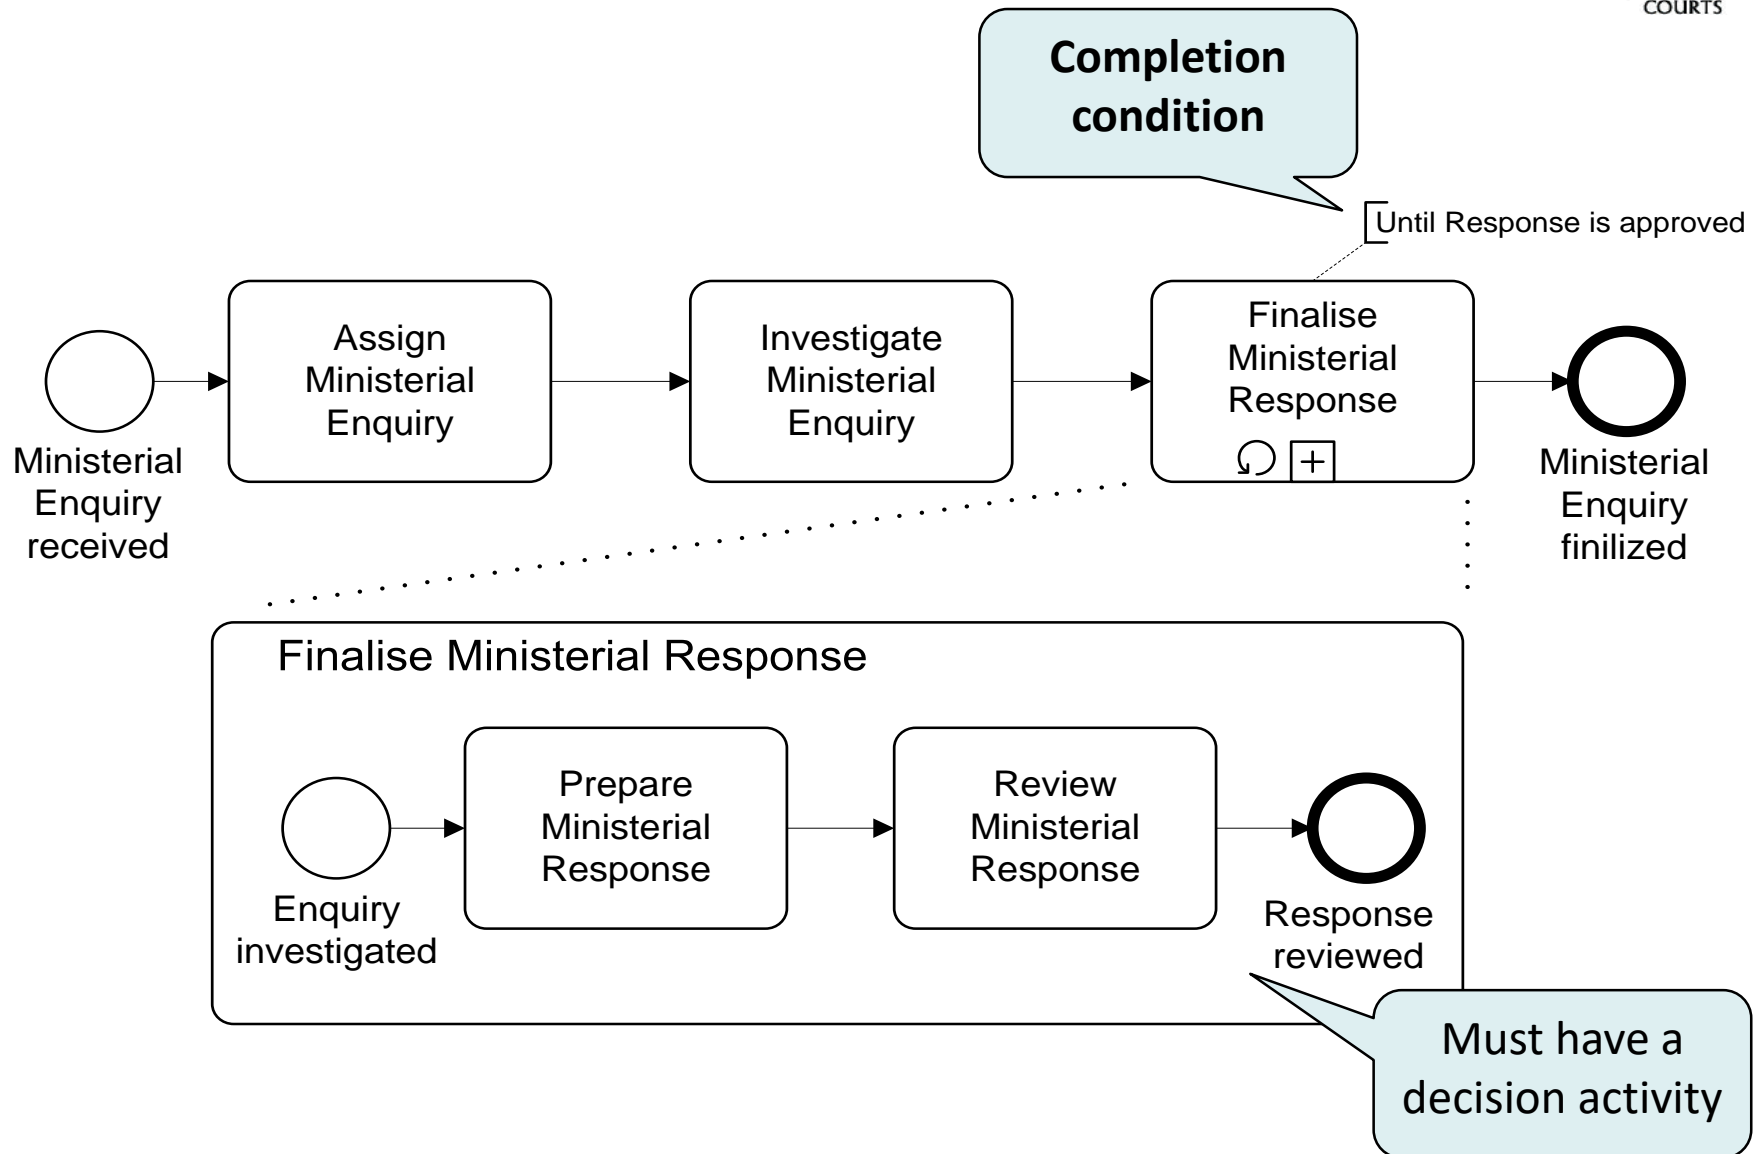 COURTS
Completion
condition
Until Response is approved
Assign
Ministerial
Enquiry
Investigate
Ministerial
Enquiry
Finalise
Ministerial
Response
Ministerial
Enquiry
received
Ministerial
Enquiry
finilized
Finalise Ministerial Response
Prepare
Ministerial
Response
Review
Ministerial
Response
Enquiry
investigated
Response
reviewed
Must have a
decision activity